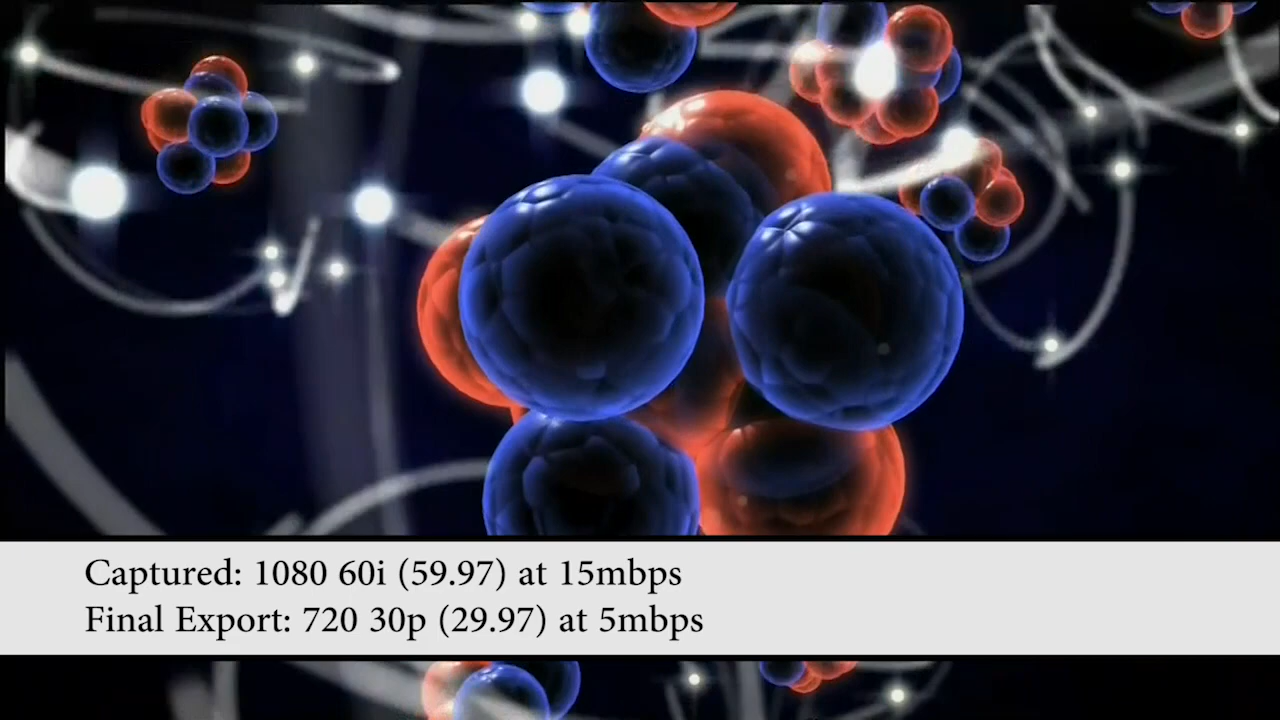 Captured: 1080 60i (59.97) at 15mbps
Final Export: 720 30p (29.97) at 5mbps